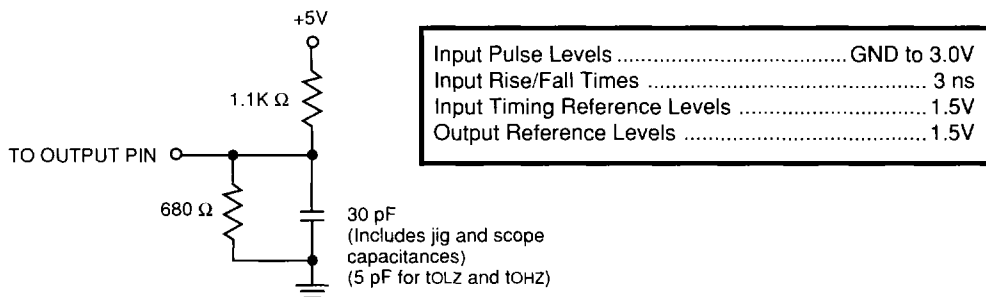 +5V
1.1K Ω
TO OUTPUT PIN
680 Ω
30 pF
(Includes jig and scope
capacitances)
(5 pF for tOLZ and tOHZ)
Input Pulse Levels ................................... GND to 3.0V
Input Rise/Fall Times .......................................... 3 ns
Input Timing Reference Levels ............................ 1.5V
Output Reference Levels .................................... 1.5V